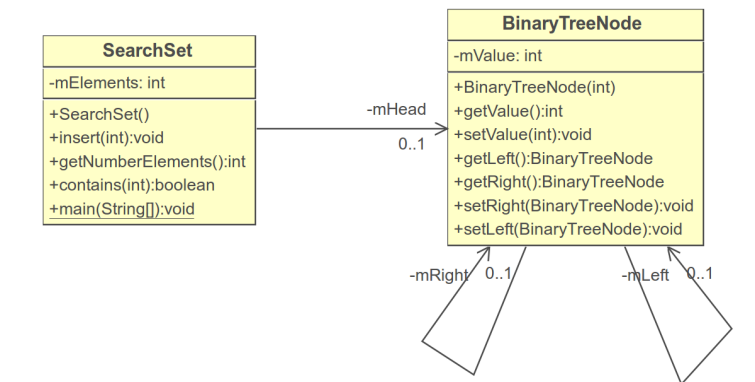 SearchSet
-mElements: int
+SearchSet()
+insert(int):void
+getNumberElements():int
+contains(int):boolean
+main(String[]):void
-mHead
0..1
BinaryTreeNode
-mValue: int
+BinaryTreeNode(int)
+getValue():int
+setValue(int):void
+getLeft():BinaryTreeNode
+getRight():BinaryTreeNode
+setRight(BinaryTreeNode):void
+setLeft(BinaryTreeNode):void
-mRight
0..1
-mLeft
0..1